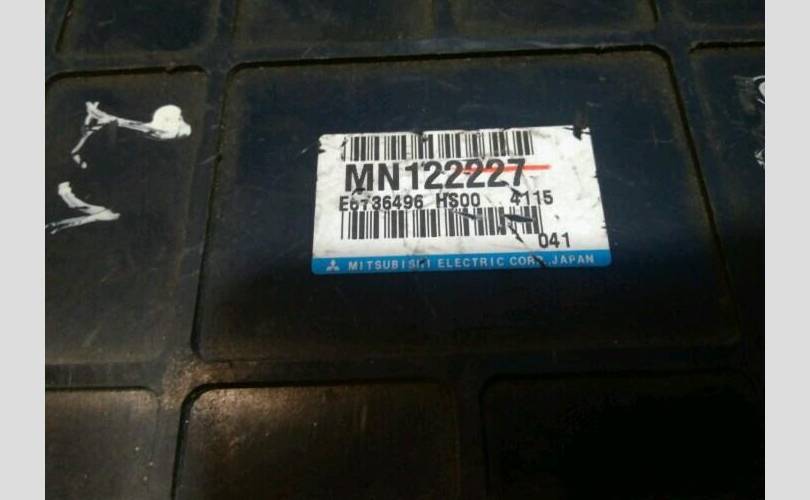 MN122227
E6T36496 HS00 4115
041
MITSUBISHI ELECTRIC CORP. JAPAN